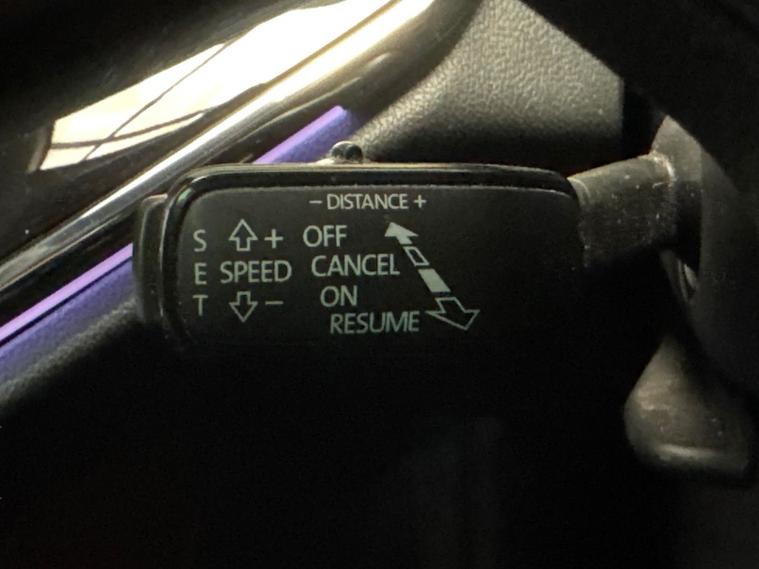 − DISTANCE +
S + OFF
E SPEED CANCEL
T − ON
RESUME